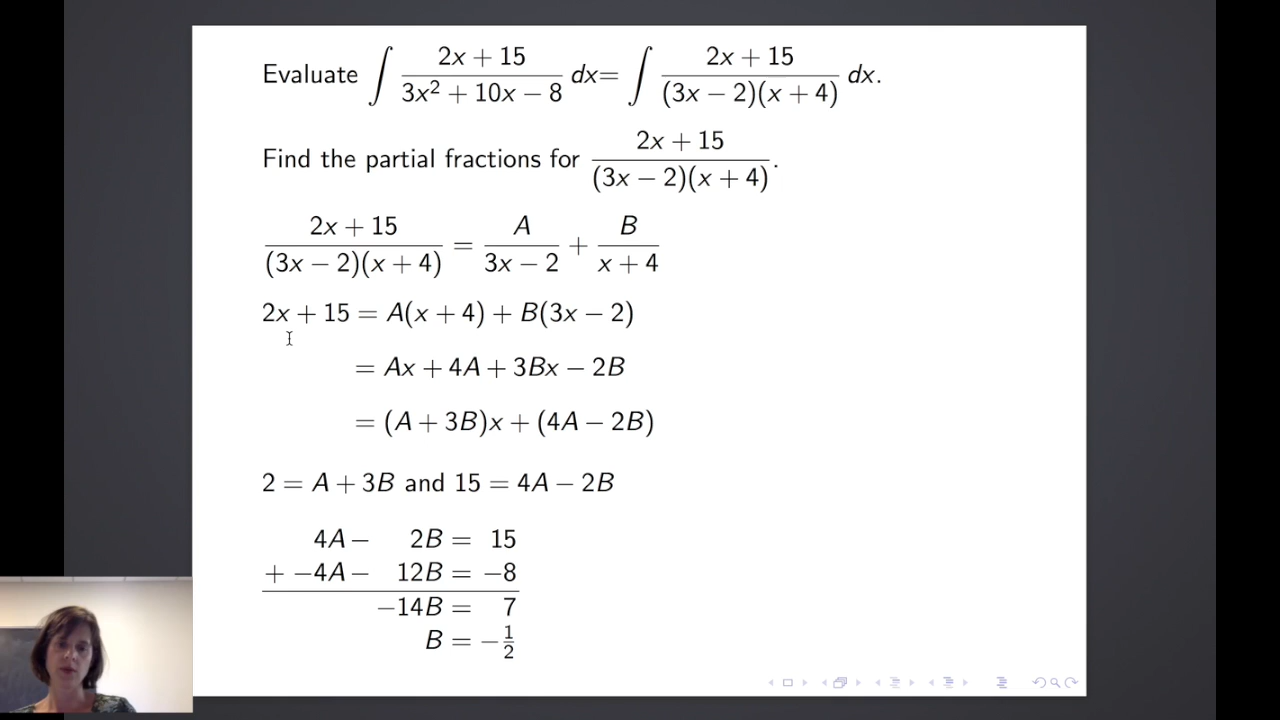 Evaluate ∫ (2x + 15)/(3x² + 10x − 8) dx= ∫ (2x + 15)/((3x − 2)(x + 4)) dx.
Find the partial fractions for (2x + 15)/((3x − 2)(x + 4)).
(2x + 15)/((3x − 2)(x + 4)) = A/(3x − 2) + B/(x + 4)
2x + 15 = A(x + 4) + B(3x − 2)
= Ax + 4A + 3Bx − 2B
= (A + 3B)x + (4A − 2B)
2 = A + 3B and 15 = 4A − 2B
4A − 2B = 15
+ −4A − 12B = −8
−14B = 7
B = −1/2